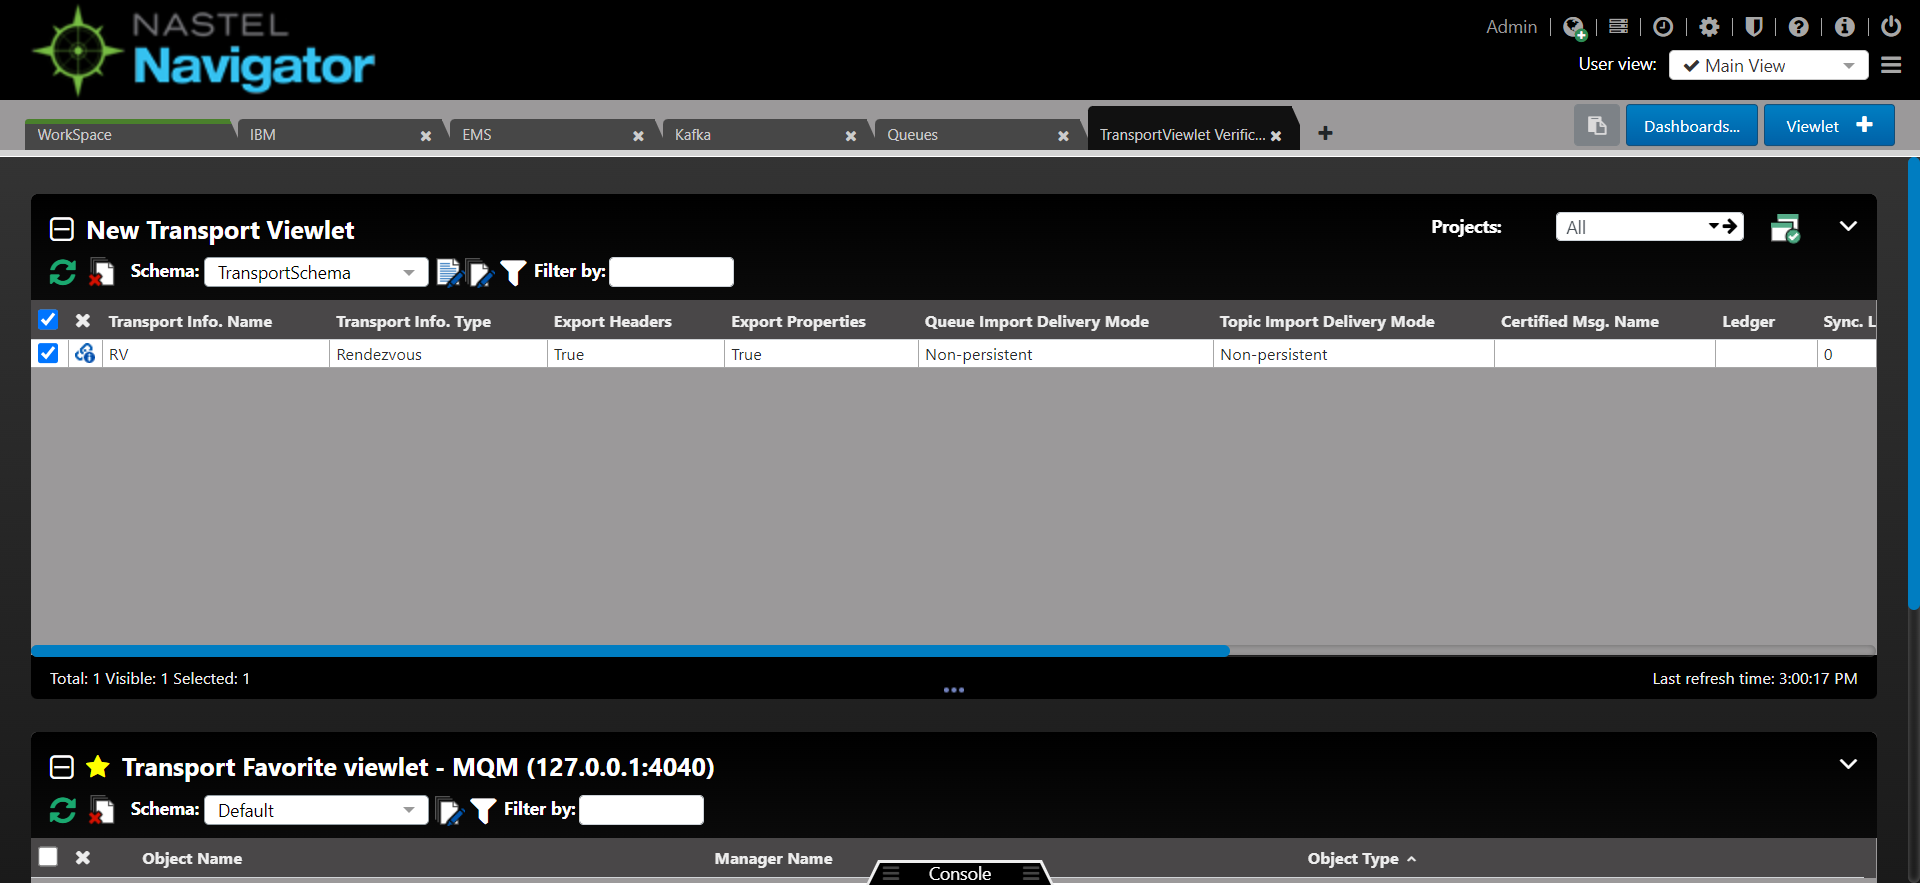 NASTEL
Navigator
Admin
User view: Main View
WorkSpace IBM EMS Kafka Queues TransportViewlet Verific... Dashboards... Viewlet
New Transport Viewlet Projects: All
Schema: TransportSchema Filter by:
Transport Info. Name Transport Info. Type Export Headers Export Properties Queue Import Delivery Mode Topic Import Delivery Mode Certified Msg. Name Ledger Sync. L
RV Rendezvous True True Non-persistent Non-persistent 0
Total: 1 Visible: 1 Selected: 1 Last refresh time: 3:00:17 PM
Transport Favorite viewlet - MQM (127.0.0.1:4040)
Schema: Default Filter by:
Object Name Manager Name Object Type
Console